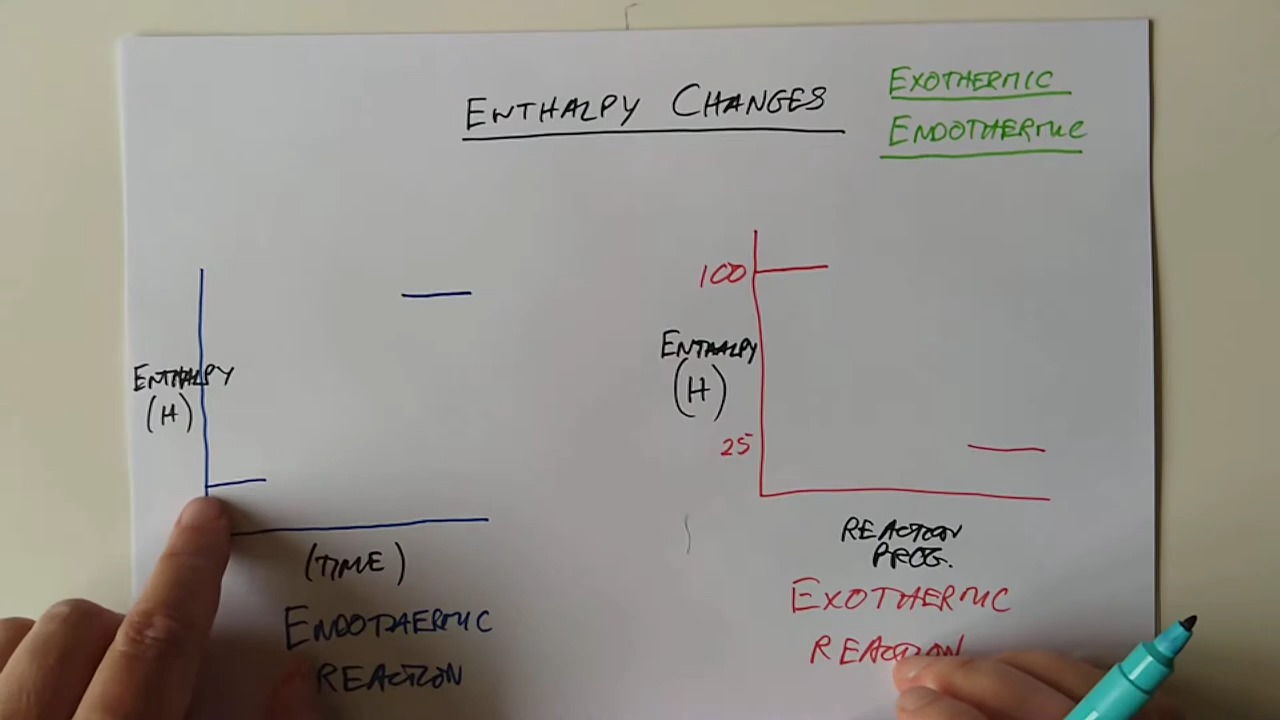 ENTHALPY CHANGES
EXOTHERMIC
ENDOTHERMIC
ENTHALPY
(H)
(TIME)
ENDOTHERMIC
REACTION
100
ENTHALPY
(H)
25
REACTION
PROG.
EXOTHERMIC
REACTION